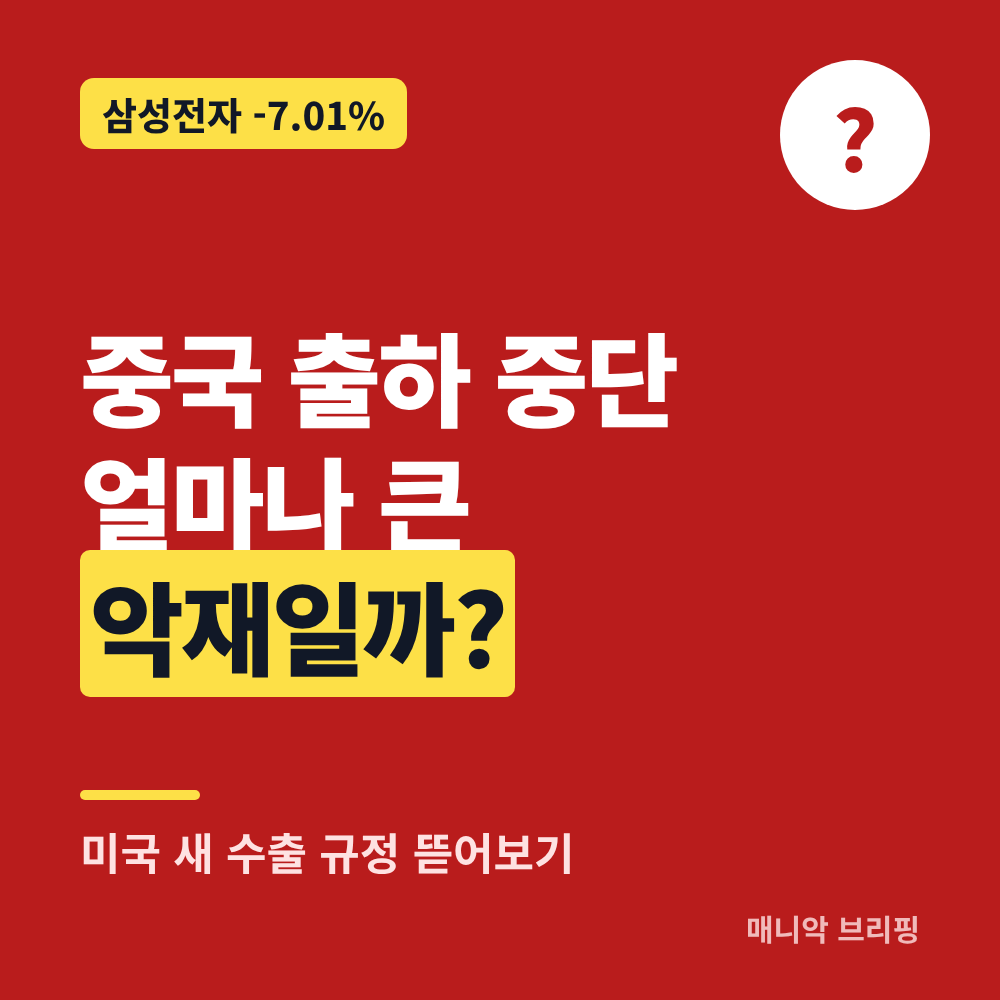 삼성전자 -7.01%
?
중국 출하 중단
얼마나 큰
악재일까?
미국 새 수출 규정 뜯어보기
매니악 브리핑